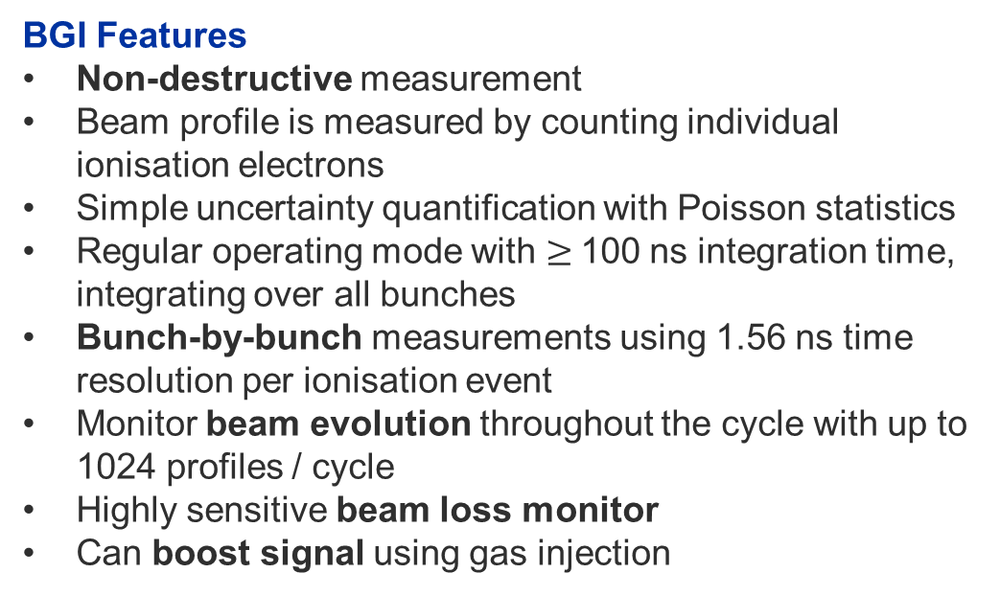 BGI Features
• Non-destructive measurement
• Beam profile is measured by counting individual
ionisation electrons
• Simple uncertainty quantification with Poisson statistics
• Regular operating mode with ≥ 100 ns integration time,
integrating over all bunches
• Bunch-by-bunch measurements using 1.56 ns time
resolution per ionisation event
• Monitor beam evolution throughout the cycle with up to
1024 profiles / cycle
• Highly sensitive beam loss monitor
• Can boost signal using gas injection